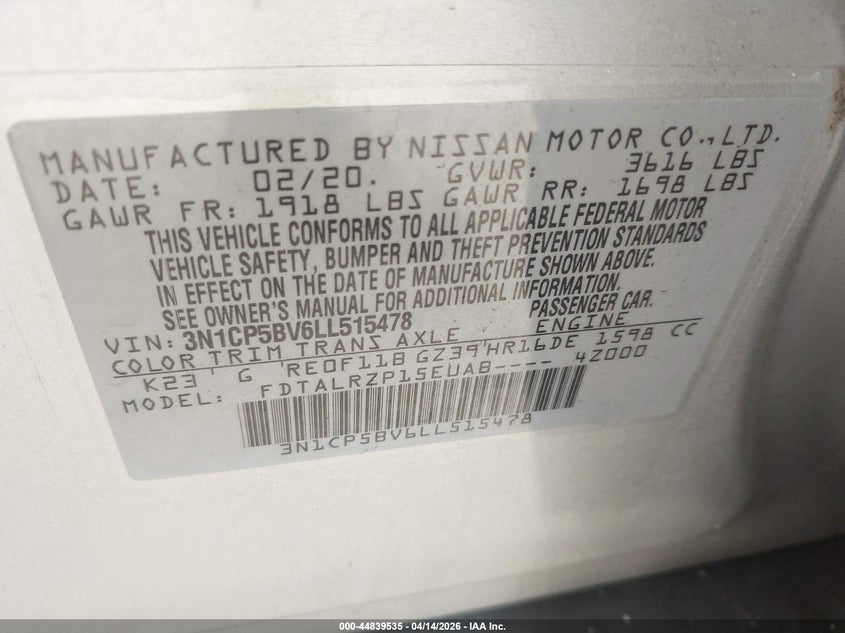 MANUFACTURED BY NISSAN MOTOR CO., LTD.
DATE: 02/20. GVWR: 3616 LBS
GAWR FR: 1918 LBS GAWR RR: 1698 LBS
THIS VEHICLE CONFORMS TO ALL APPLICABLE FEDERAL MOTOR
VEHICLE SAFETY, BUMPER AND THEFT PREVENTION STANDARDS
IN EFFECT ON THE DATE OF MANUFACTURE SHOWN ABOVE.
SEE OWNER'S MANUAL FOR ADDITIONAL INFORMATION.
VIN: 3N1CP5BV6LL515478 PASSENGER CAR
COLOR TRIM TRANS AXLE ENGINE
K23 ' G 'RE0F11B GZ39'HR16DE 1598 CC
MODEL: FDTALRZP15EUAB---- 4Z000
3N1CP5BV6LL515478
000-44839535 - 04/14/2026 - IAA Inc.